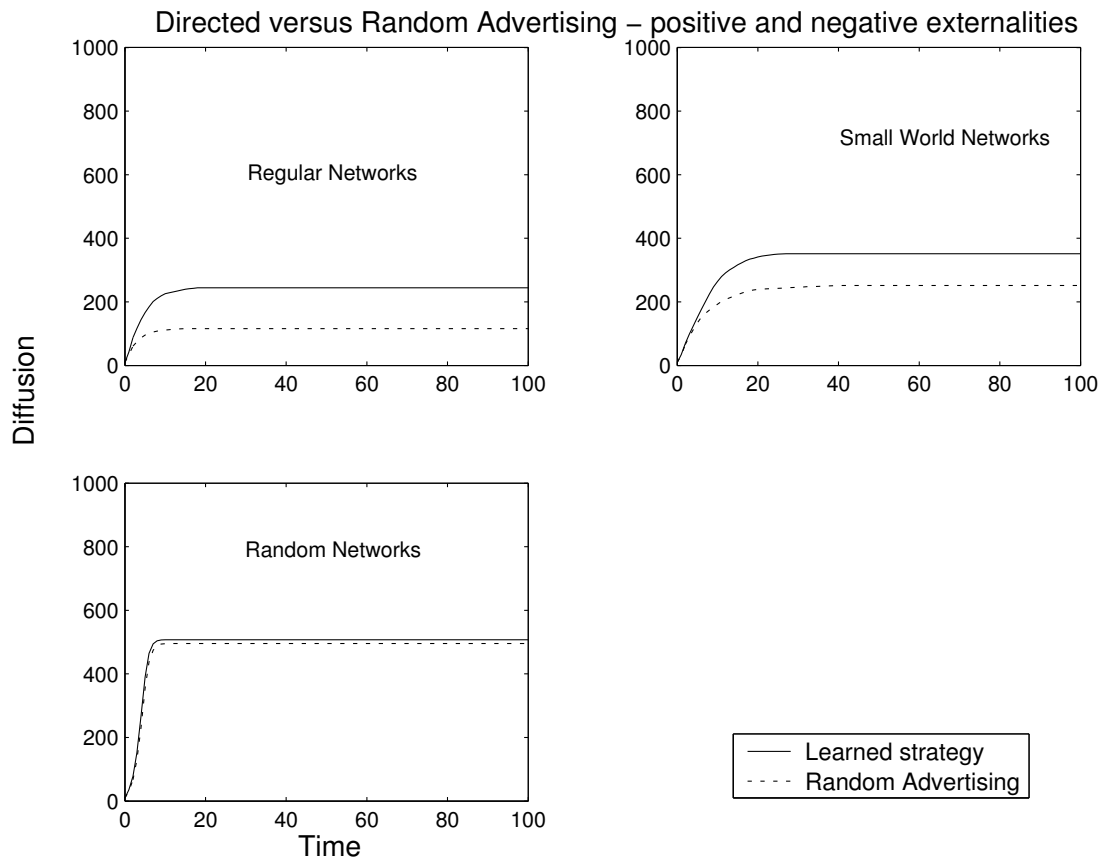 Directed versus Random Advertising – positive and negative externalities
1000
800
600
400
200
0
Regular Networks
0 20 40 60 80 100
1000
800
600
400
200
0
Small World Networks
0 20 40 60 80 100
Diffusion
1000
800
600
400
200
0
Random Networks
0 20 40 60 80 100
Time
Learned strategy
Random Advertising